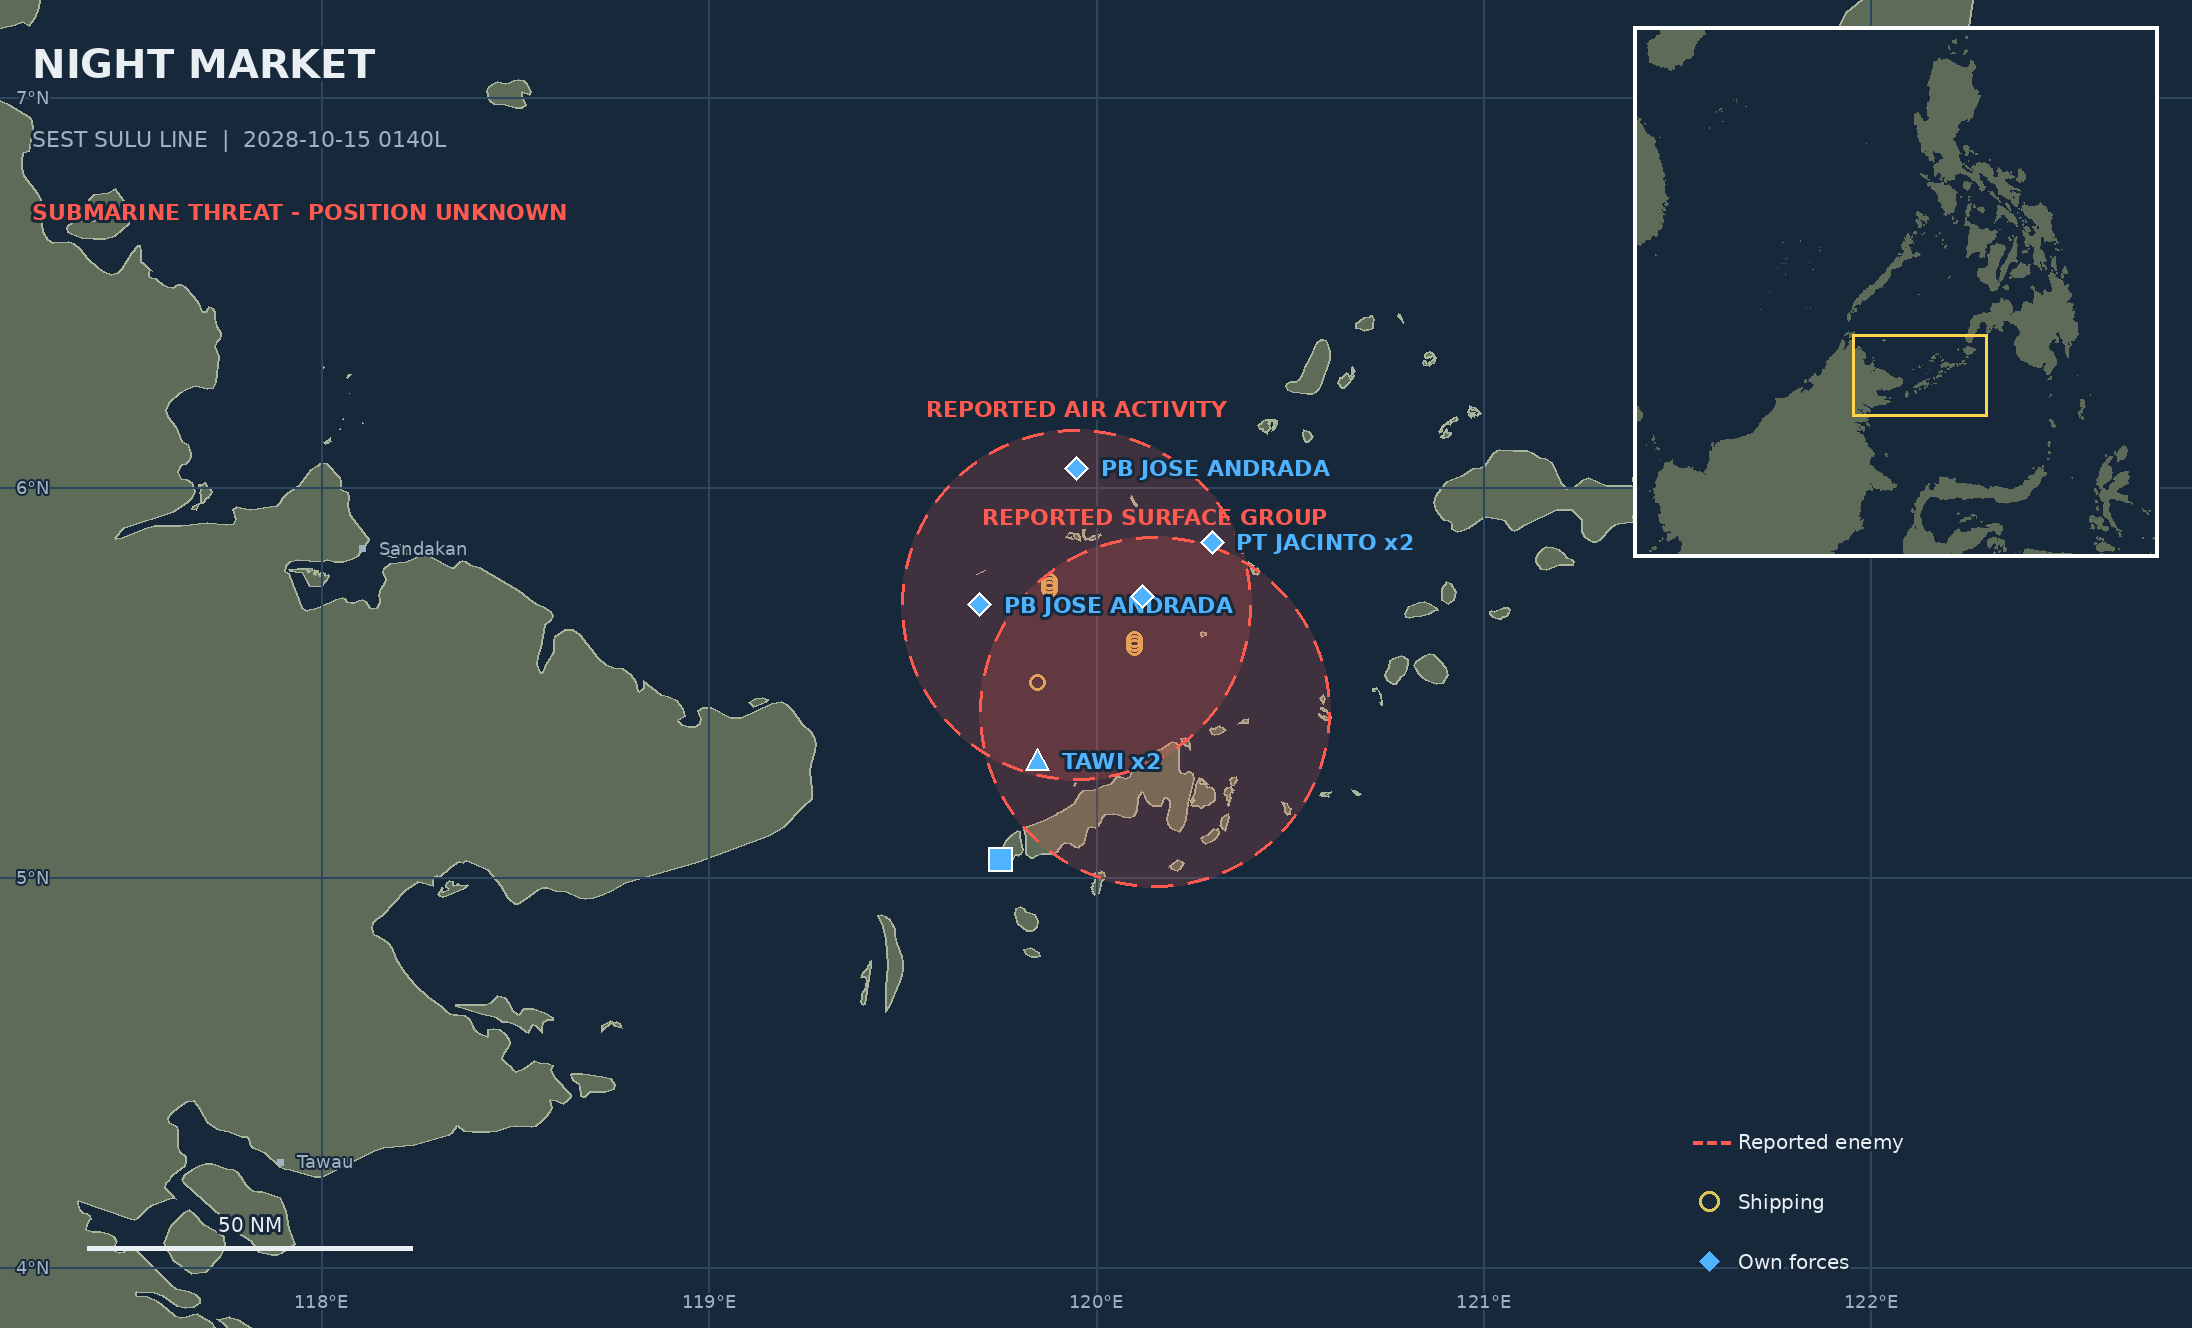 NIGHT MARKET
7°N
SEST SULU LINE | 2028-10-15 0140L
SUBMARINE THREAT - POSITION UNKNOWN
REPORTED AIR ACTIVITY
PB JOSE ANDRADA
6°N
REPORTED SURFACE GROUP
PT JACINTO x2
Sandakan
PB JOSE ANDRADA
TAWI x2
5°N
Reported enemy
Tawau
Shipping
50 NM
Own forces
4°N
118°E
119°E
120°E
121°E
122°E